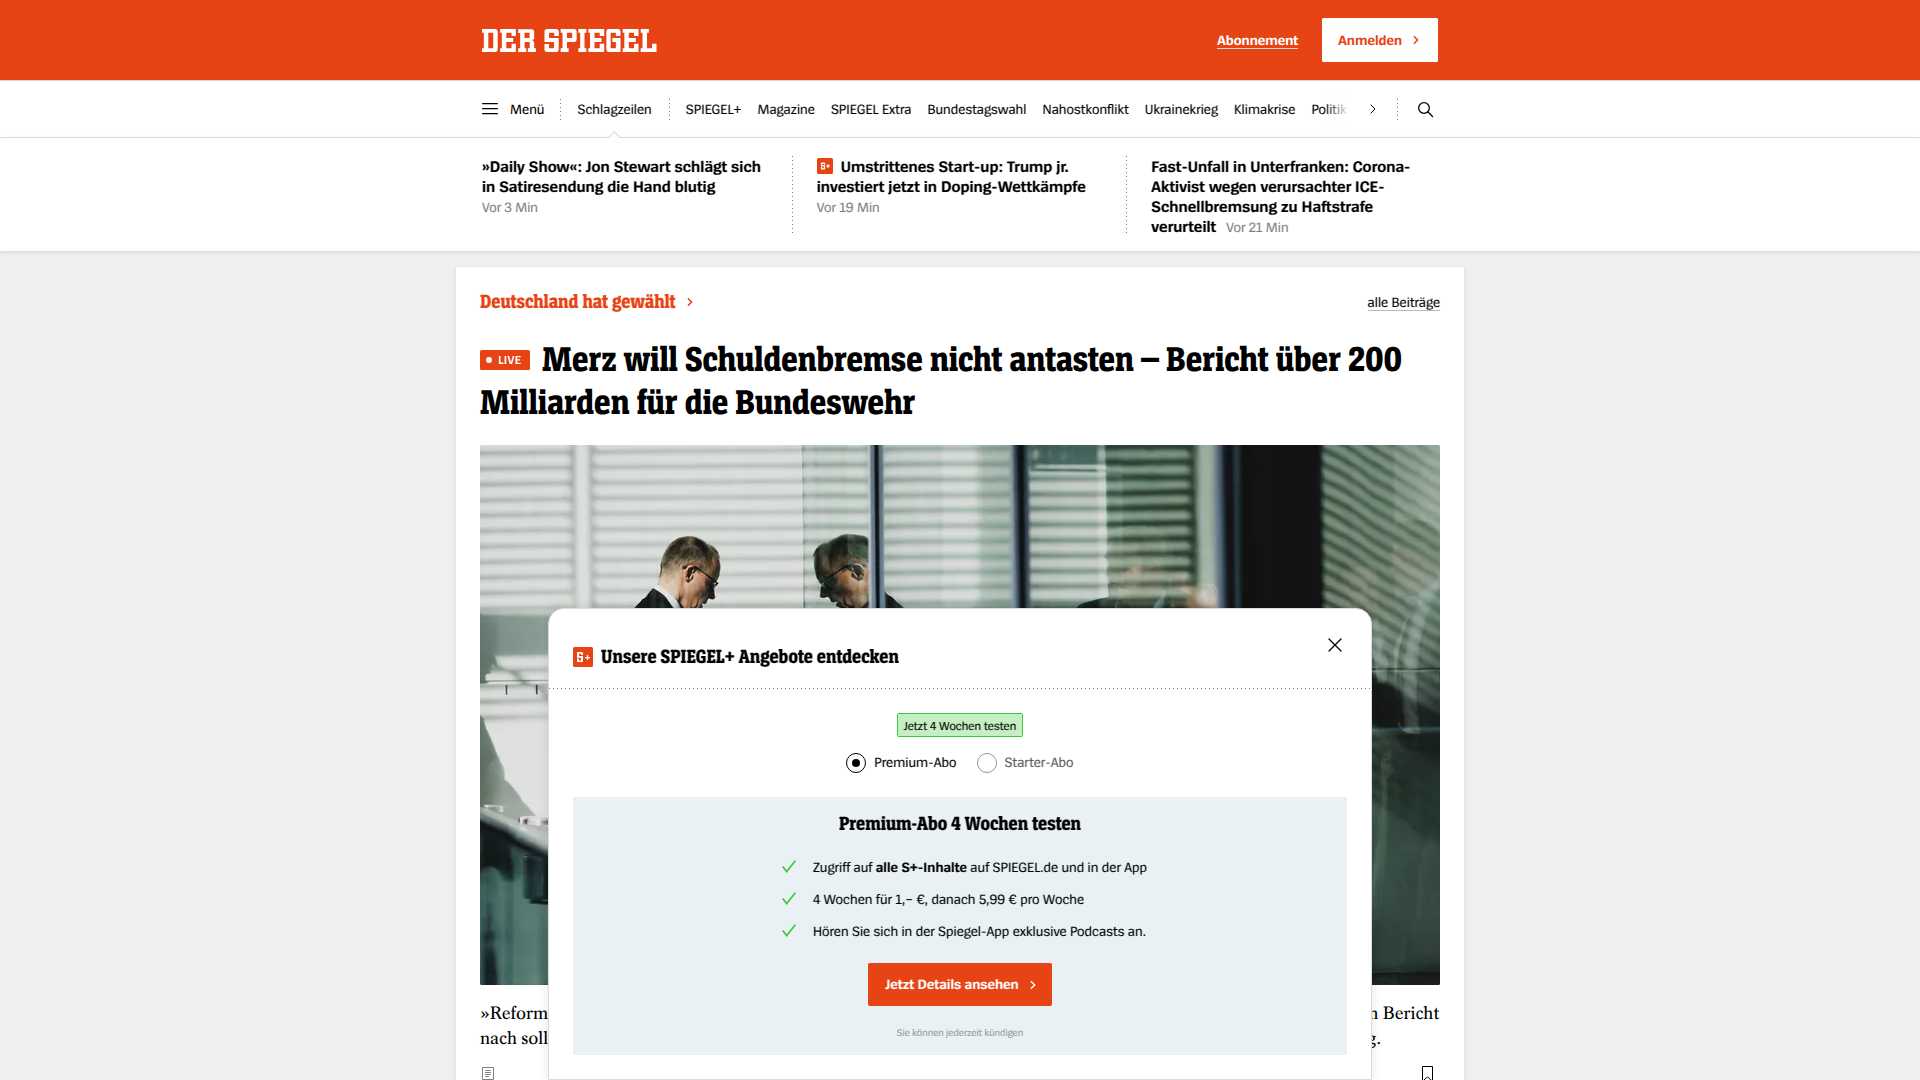 DER SPIEGEL
Abonnement
Anmelden
Menü
Schlagzeilen
SPIEGEL+
Magazine
SPIEGEL Extra
Bundestagswahl
Nahostkonflikt
Ukrainekrieg
Klimakrise
Politik
»Daily Show«: Jon Stewart schlägt sich
in Satiresendung die Hand blutig
Vor 3 Min
Umstrittenes Start-up: Trump jr.
investiert jetzt in Doping-Wettkämpfe
Vor 19 Min
Fast-Unfall in Unterfranken: Corona-
Aktivist wegen verursachter ICE-
Schnellbremsung zu Haftstrafe
verurteilt Vor 21 Min
Deutschland hat gewählt
alle Beiträge
LIVE Merz will Schuldenbremse nicht antasten – Bericht über 200
Milliarden für die Bundeswehr
Unsere SPIEGEL+ Angebote entdecken
Jetzt 4 Wochen testen
Premium-Abo
Starter-Abo
Premium-Abo 4 Wochen testen
Zugriff auf alle S+-Inhalte auf SPIEGEL.de und in der App
4 Wochen für 1,– €, danach 5,99 € pro Woche
Hören Sie sich in der Spiegel-App exklusive Podcasts an.
Jetzt Details ansehen
Sie können jederzeit kündigen
»Reform
Bericht
nach soll